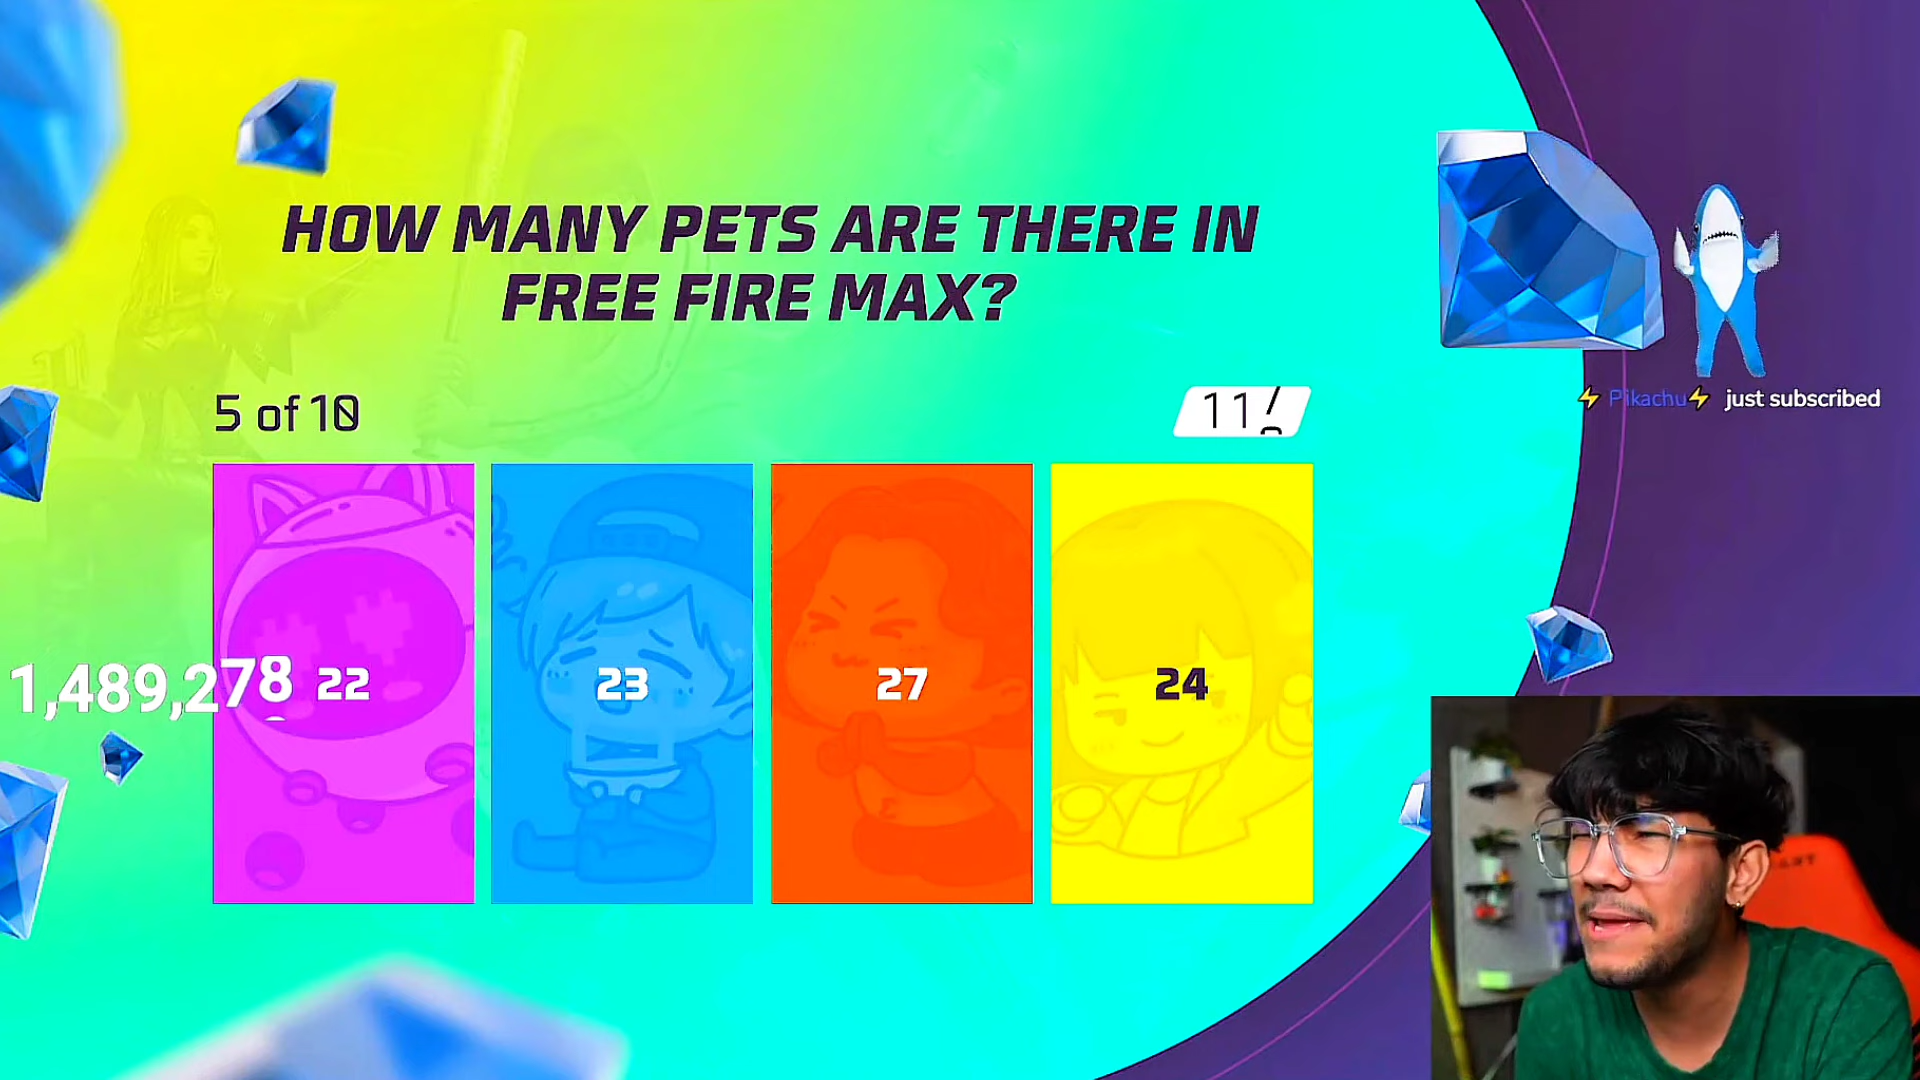 HOW MANY PETS ARE THERE IN
FREE FIRE MAX?
5 of 10
⚡ Pikachu⚡ just subscribed
22
23
27
24
1,489,278